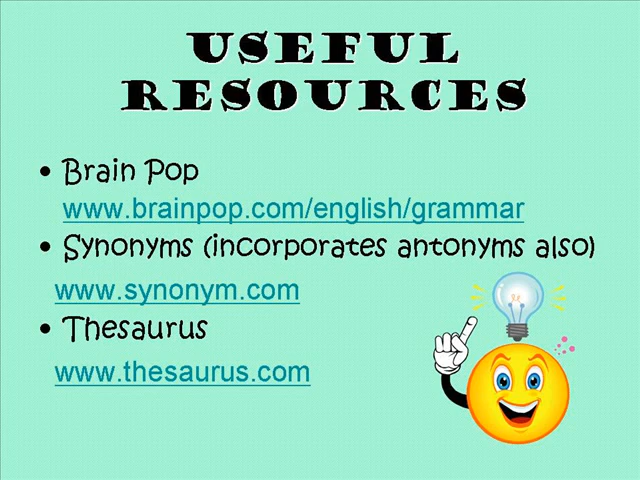 USEFUL
RESOURCES
• Brain Pop
www.brainpop.com/english/grammar
• Synonyms (incorporates antonyms also)
www.synonym.com
• Thesaurus
www.thesaurus.com